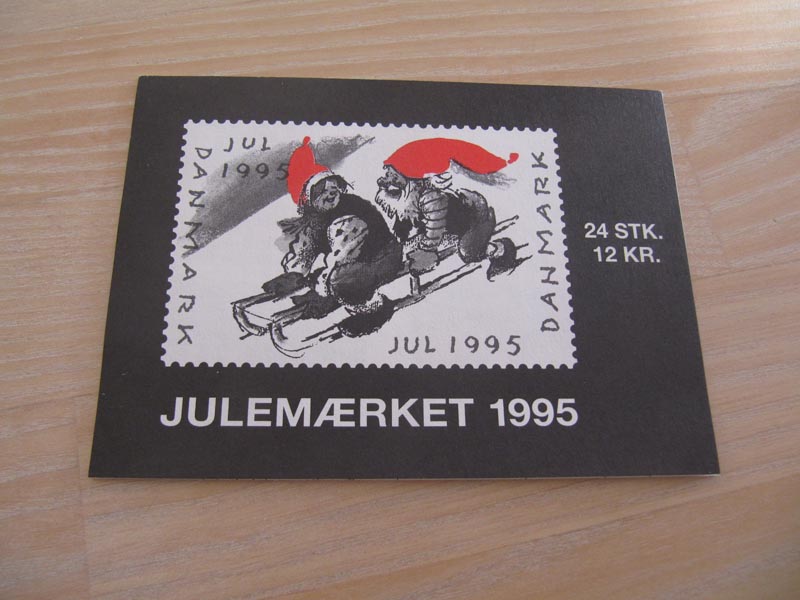 JUL
1995
DANMARK
DANMARK
JUL 1995
24 STK.
12 KR.
JULEMÆRKET 1995